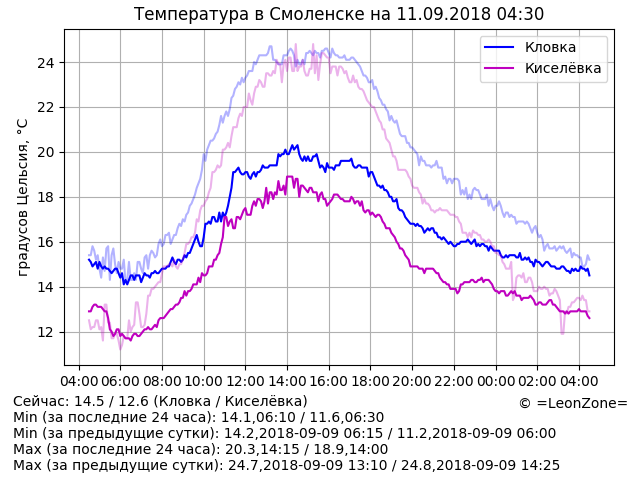 Температура в Смоленске на 11.09.2018 04:30
Кловка
Киселёвка
градусов Цельсия, °C
24
22
20
18
16
14
12
04:00 06:00 08:00 10:00 12:00 14:00 16:00 18:00 20:00 22:00 00:00 02:00 04:00
Сейчас: 14.5 / 12.6 (Кловка / Киселёвка)
© =LeonZone=
Min (за последние 24 часа): 14.1,06:10 / 11.6,06:30
Min (за предыдущие сутки): 14.2,2018-09-09 06:15 / 11.2,2018-09-09 06:00
Max (за последние 24 часа): 20.3,14:15 / 18.9,14:00
Max (за предыдущие сутки): 24.7,2018-09-09 13:10 / 24.8,2018-09-09 14:25